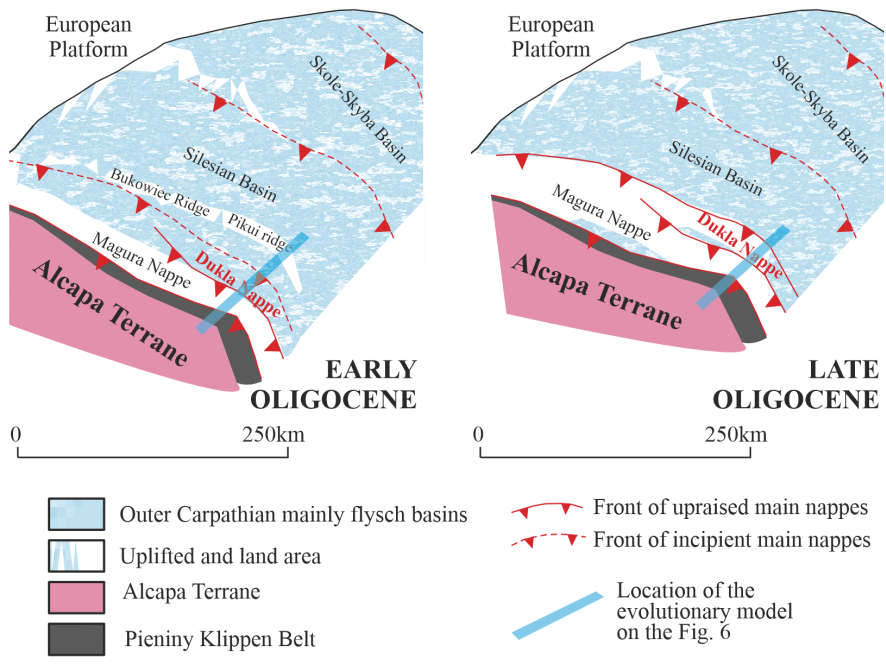 European
Platform
Skole-Skyba Basin
Silesian Basin
Bukowiec Ridge
Pikui ridge
Magura Nappe
Dukla Nappe
Alcapa Terrane
EARLY
OLIGOCENE
0
250km
European
Platform
Skole-Skyba Basin
Silesian Basin
Magura Nappe
Dukla Nappe
Alcapa Terrane
LATE
OLIGOCENE
0
250km
Outer Carpathian mainly flysch basins
Uplifted and land area
Alcapa Terrane
Pieniny Klippen Belt
Front of upraised main nappes
Front of incipient main nappes
Location of the
evolutionary model
on the Fig. 6